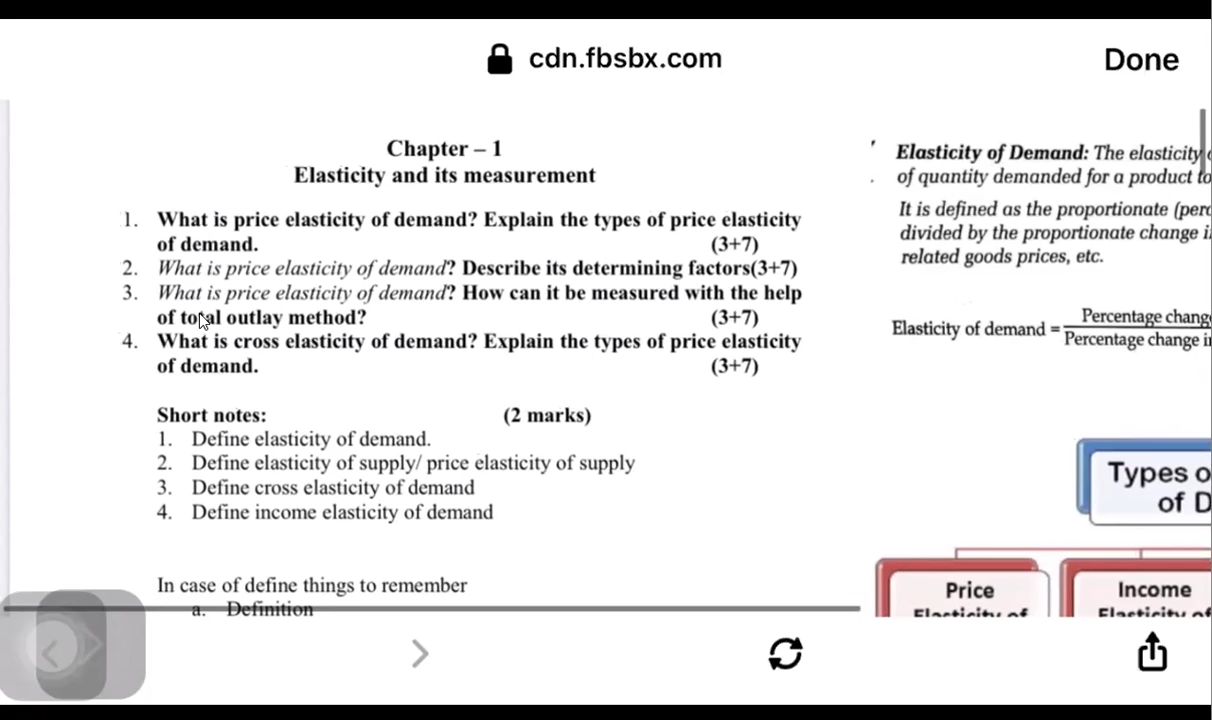 cdn.fbsbx.com
Done
Chapter – 1
Elasticity and its measurement
1. What is price elasticity of demand? Explain the types of price elasticity
of demand. (3+7)
2. What is price elasticity of demand? Describe its determining factors(3+7)
3. What is price elasticity of demand? How can it be measured with the help
of total outlay method? (3+7)
4. What is cross elasticity of demand? Explain the types of price elasticity
of demand. (3+7)
Short notes: (2 marks)
1. Define elasticity of demand.
2. Define elasticity of supply/ price elasticity of supply
3. Define cross elasticity of demand
4. Define income elasticity of demand
In case of define things to remember
a. Definition
Elasticity of Demand: The elasticity
of quantity demanded for a product to
It is defined as the proportionate (perc
divided by the proportionate change i
related goods prices, etc.
Elasticity of demand =
Percentage chang
Percentage change i
Types o
of D
Price
Elasticity of
Income
Elasticity of